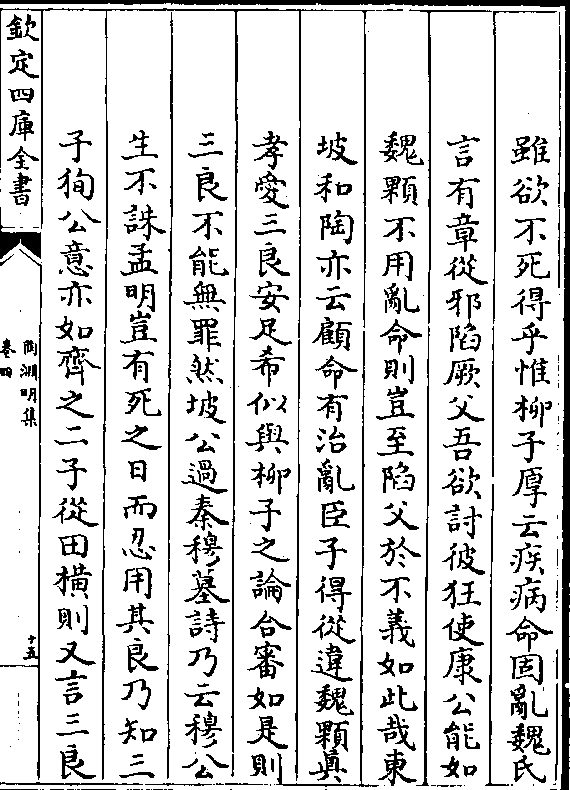 雖欲不死得乎惟柳子厚云疾病命固亂魏氏
言有章從邪陷厥父吾欲討彼狂使康公能如
魏顆不用亂命則豈至陷父於不義如此哉東
坡和陶亦云顧命有治亂臣子得從違魏顆真
孝愛三良安足希似與柳子之論合審如是則
三良不能無罪然坡公過秦穆墓詩乃云穆公
生不誅孟明豈有死之日而忍用其良乃知三
子狥公意亦如齊之二子從田橫則又言三良
欽定四庫全書
陶淵明集
卷四
十五